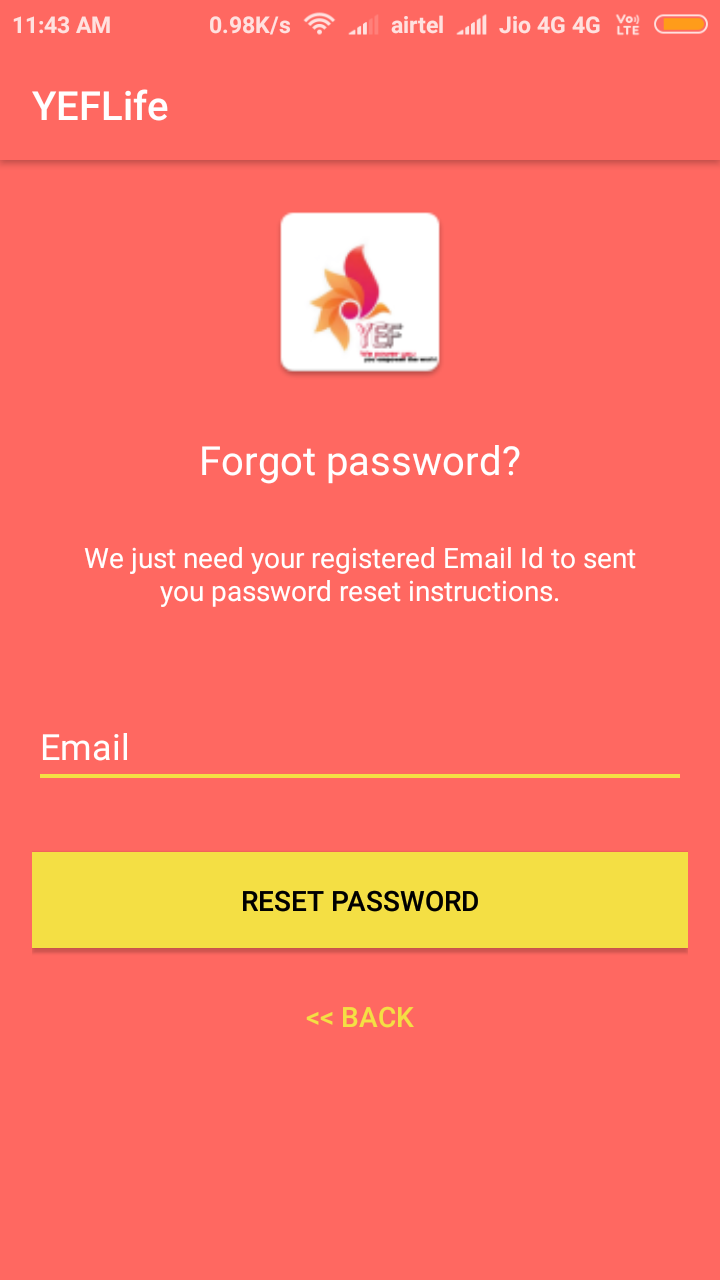 11:43 AM 0.98K/s airtel Jio 4G 4G Vo) LTE
YEFLife
YEF
Forgot password?
We just need your registered Email Id to sent
you password reset instructions.
Email
RESET PASSWORD
<< BACK